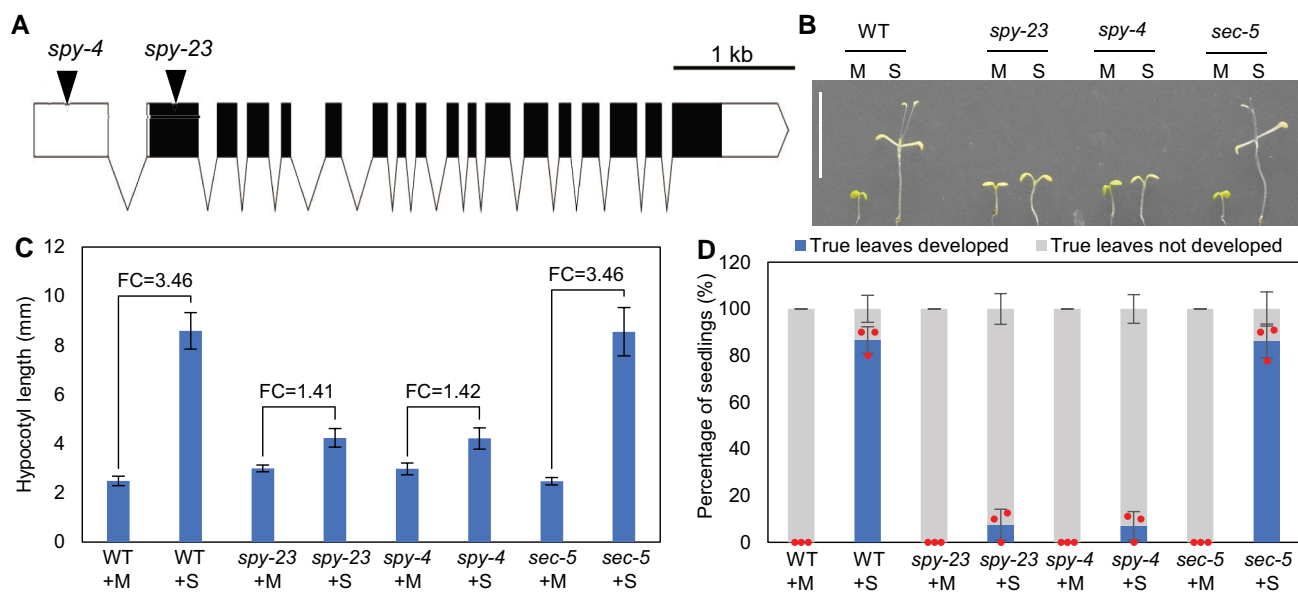 A
spy-4
spy-23
1 kb
B
WT
spy-23
spy-4
sec-5
M S M S M S M S
C
Hypocotyl length (mm)
12
10
8
6
4
2
0
FC=3.46
FC=1.41
FC=1.42
FC=3.46
WT +M
WT +S
spy-23 +M
spy-23 +S
spy-4 +M
spy-4 +S
sec-5 +M
sec-5 +S
D
True leaves developed
True leaves not developed
Percentage of seedlings (%)
120
100
80
60
40
20
0
WT +M
WT +S
spy-23 +M
spy-23 +S
spy-4 +M
spy-4 +S
sec-5 +M
sec-5 +S